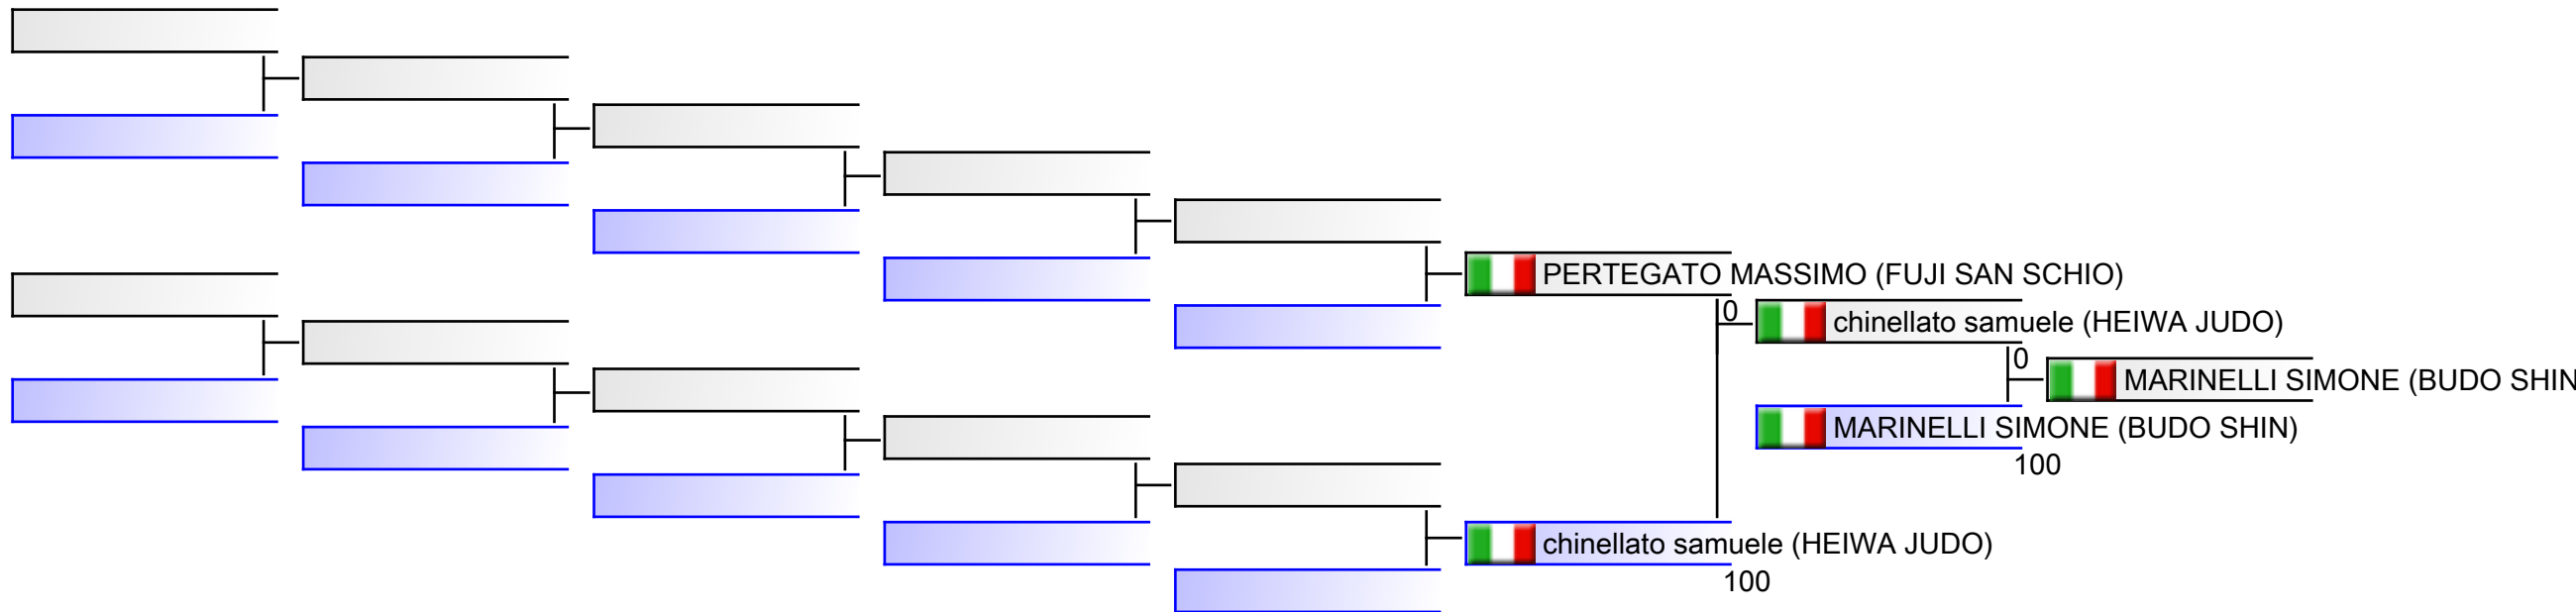 PERTEGATO MASSIMO (FUJI SAN SCHIO)
0
chinellato samuele (HEIWA JUDO)
0
MARINELLI SIMONE (BUDO SHIN
MARINELLI SIMONE (BUDO SHIN)
100
chinellato samuele (HEIWA JUDO)
100